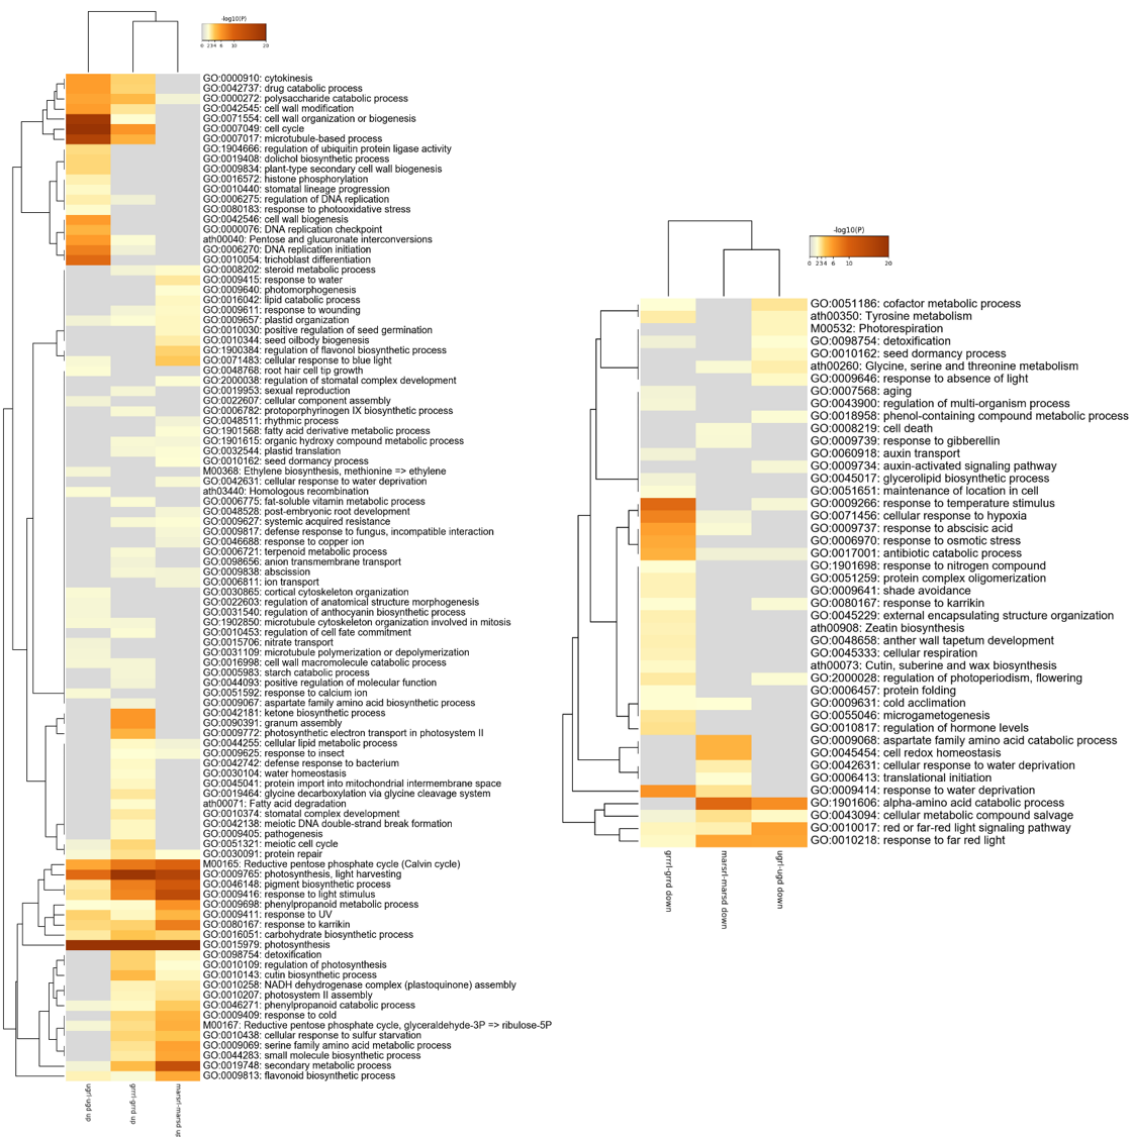 -log10(P)
0 2 3 4 6 10 20
GO:0000910: cytokinesis
GO:0042737: drug catabolic process
GO:0000272: polysaccharide catabolic process
GO:0042545: cell wall modification
GO:0071554: cell wall organization or biogenesis
GO:0007049: cell cycle
GO:0007017: microtubule-based process
GO:1904666: regulation of ubiquitin protein ligase activity
GO:0019408: dolichol biosynthetic process
GO:0009834: plant-type secondary cell wall biogenesis
GO:0016572: histone phosphorylation
GO:0010440: stomatal lineage progression
GO:0006275: regulation of DNA replication
GO:0080183: response to photooxidative stress
GO:0042546: cell wall biogenesis
GO:0000076: DNA replication checkpoint
ath00040: Pentose and glucuronate interconversions
GO:0006270: DNA replication initiation
GO:0010054: trichoblast differentiation
GO:0008202: steroid metabolic process
GO:0009415: response to water
GO:0009640: photomorphogenesis
GO:0016042: lipid catabolic process
GO:0009611: response to wounding
GO:0009657: plastid organization
GO:0010030: positive regulation of seed germination
GO:0010344: seed oilbody biogenesis
GO:1900384: regulation of flavonol biosynthetic process
GO:0071483: cellular response to blue light
GO:0048768: root hair cell tip growth
GO:2000038: regulation of stomatal complex development
GO:0019953: sexual reproduction
GO:0022607: cellular component assembly
GO:0006782: protoporphyrinogen IX biosynthetic process
GO:0048511: rhythmic process
GO:1901568: fatty acid derivative metabolic process
GO:1901615: organic hydroxy compound metabolic process
GO:0032544: plastid translation
GO:0010162: seed dormancy process
M00368: Ethylene biosynthesis, methionine => ethylene
GO:0042631: cellular response to water deprivation
ath03440: Homologous recombination
GO:0006775: fat-soluble vitamin metabolic process
GO:0048528: post-embryonic root development
GO:0009627: systemic acquired resistance
GO:0009817: defense response to fungus, incompatible interaction
GO:0046688: response to copper ion
GO:0006721: terpenoid metabolic process
GO:0098656: anion transmembrane transport
GO:0009838: abscission
GO:0006811: ion transport
GO:0030865: cortical cytoskeleton organization
GO:0022603: regulation of anatomical structure morphogenesis
GO:0031540: regulation of anthocyanin biosynthetic process
GO:1902850: microtubule cytoskeleton organization involved in mitosis
GO:0010453: regulation of cell fate commitment
GO:0015706: nitrate transport
GO:0031109: microtubule polymerization or depolymerization
GO:0016998: cell wall macromolecule catabolic process
GO:0005983: starch catabolic process
GO:0044093: positive regulation of molecular function
GO:0051592: response to calcium ion
GO:0009067: aspartate family amino acid biosynthetic process
GO:0042181: ketone biosynthetic process
GO:0090391: granum assembly
GO:0009772: photosynthetic electron transport in photosystem II
GO:0044255: cellular lipid metabolic process
GO:0009625: response to insect
GO:0042742: defense response to bacterium
GO:0030104: water homeostasis
GO:0045041: protein import into mitochondrial intermembrane space
GO:0019464: glycine decarboxylation via glycine cleavage system
ath00071: Fatty acid degradation
GO:0010374: stomatal complex development
GO:0042138: meiotic DNA double-strand break formation
GO:0009405: pathogenesis
GO:0051321: meiotic cell cycle
GO:0030091: protein repair
M00165: Reductive pentose phosphate cycle (Calvin cycle)
GO:0009765: photosynthesis, light harvesting
GO:0046148: pigment biosynthetic process
GO:0009416: response to light stimulus
GO:0009698: phenylpropanoid metabolic process
GO:0009411: response to UV
GO:0080167: response to karrikin
GO:0016051: carbohydrate biosynthetic process
GO:0015979: photosynthesis
GO:0098754: detoxification
GO:0010109: regulation of photosynthesis
GO:0010143: cutin biosynthetic process
GO:0010258: NADH dehydrogenase complex (plastoquinone) assembly
GO:0010207: photosystem II assembly
GO:0046271: phenylpropanoid catabolic process
GO:0009409: response to cold
M00167: Reductive pentose phosphate cycle, glyceraldehyde-3P => ribulose-5P
GO:0010438: cellular response to sulfur starvation
GO:0009069: serine family amino acid metabolic process
GO:0044283: small molecule biosynthetic process
GO:0019748: secondary metabolic process
GO:0009813: flavonoid biosynthetic process
ugrl-ugd up
grrrl-grrd up
marsrl-marsd up
-log10(P)
0 2 3 4 6 10 20
GO:0051186: cofactor metabolic process
ath00350: Tyrosine metabolism
M00532: Photorespiration
GO:0098754: detoxification
GO:0010162: seed dormancy process
ath00260: Glycine, serine and threonine metabolism
GO:0009646: response to absence of light
GO:0007568: aging
GO:0043900: regulation of multi-organism process
GO:0018958: phenol-containing compound metabolic process
GO:0008219: cell death
GO:0009739: response to gibberellin
GO:0060918: auxin transport
GO:0009734: auxin-activated signaling pathway
GO:0045017: glycerolipid biosynthetic process
GO:0051651: maintenance of location in cell
GO:0009266: response to temperature stimulus
GO:0071456: cellular response to hypoxia
GO:0009737: response to abscisic acid
GO:0006970: response to osmotic stress
GO:0017001: antibiotic catabolic process
GO:1901698: response to nitrogen compound
GO:0051259: protein complex oligomerization
GO:0009641: shade avoidance
GO:0080167: response to karrikin
GO:0045229: external encapsulating structure organization
ath00908: Zeatin biosynthesis
GO:0048658: anther wall tapetum development
GO:0045333: cellular respiration
ath00073: Cutin, suberine and wax biosynthesis
GO:2000028: regulation of photoperiodism, flowering
GO:0006457: protein folding
GO:0009631: cold acclimation
GO:0055046: microgametogenesis
GO:0010817: regulation of hormone levels
GO:0009068: aspartate family amino acid catabolic process
GO:0045454: cell redox homeostasis
GO:0042631: cellular response to water deprivation
GO:0006413: translational initiation
GO:0009414: response to water deprivation
GO:1901606: alpha-amino acid catabolic process
GO:0043094: cellular metabolic compound salvage
GO:0010017: red or far-red light signaling pathway
GO:0010218: response to far red light
grrrl-grrd down
marsrl-marsd down
ugrl-ugd down